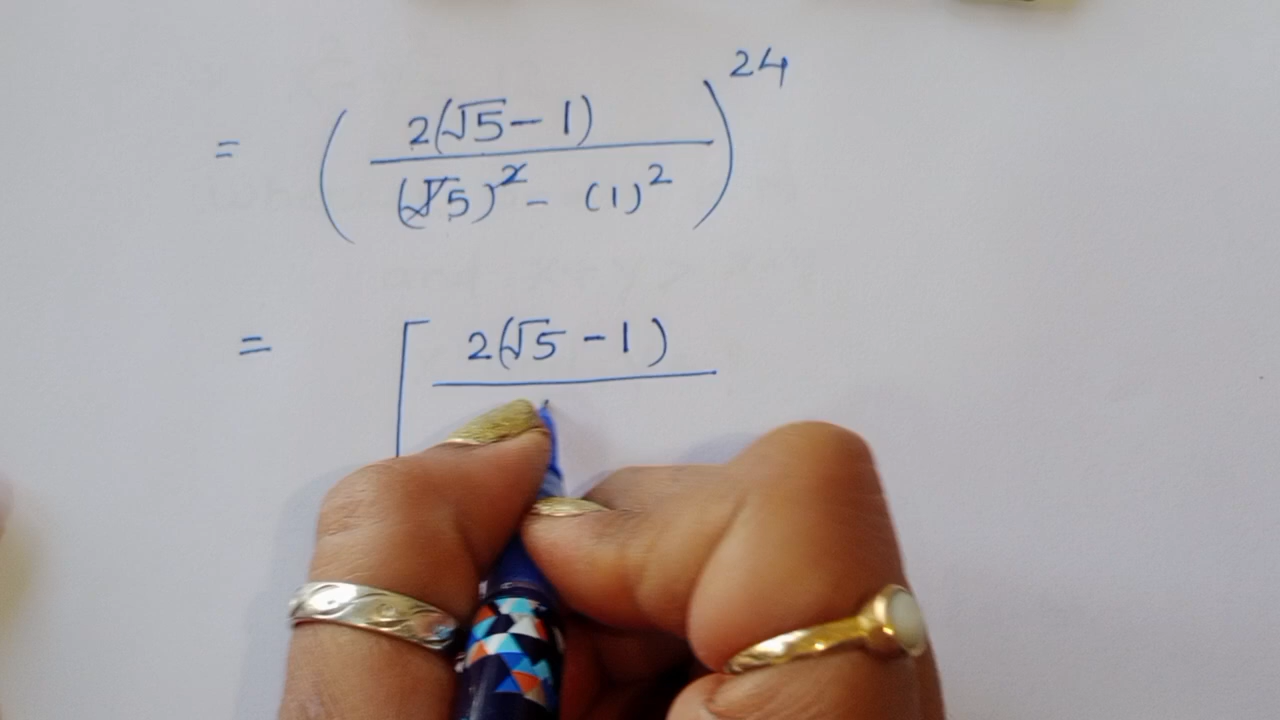 = ( 2(√5 - 1) / (√5)² - (1)² )²⁴
= [ 2(√5 - 1)